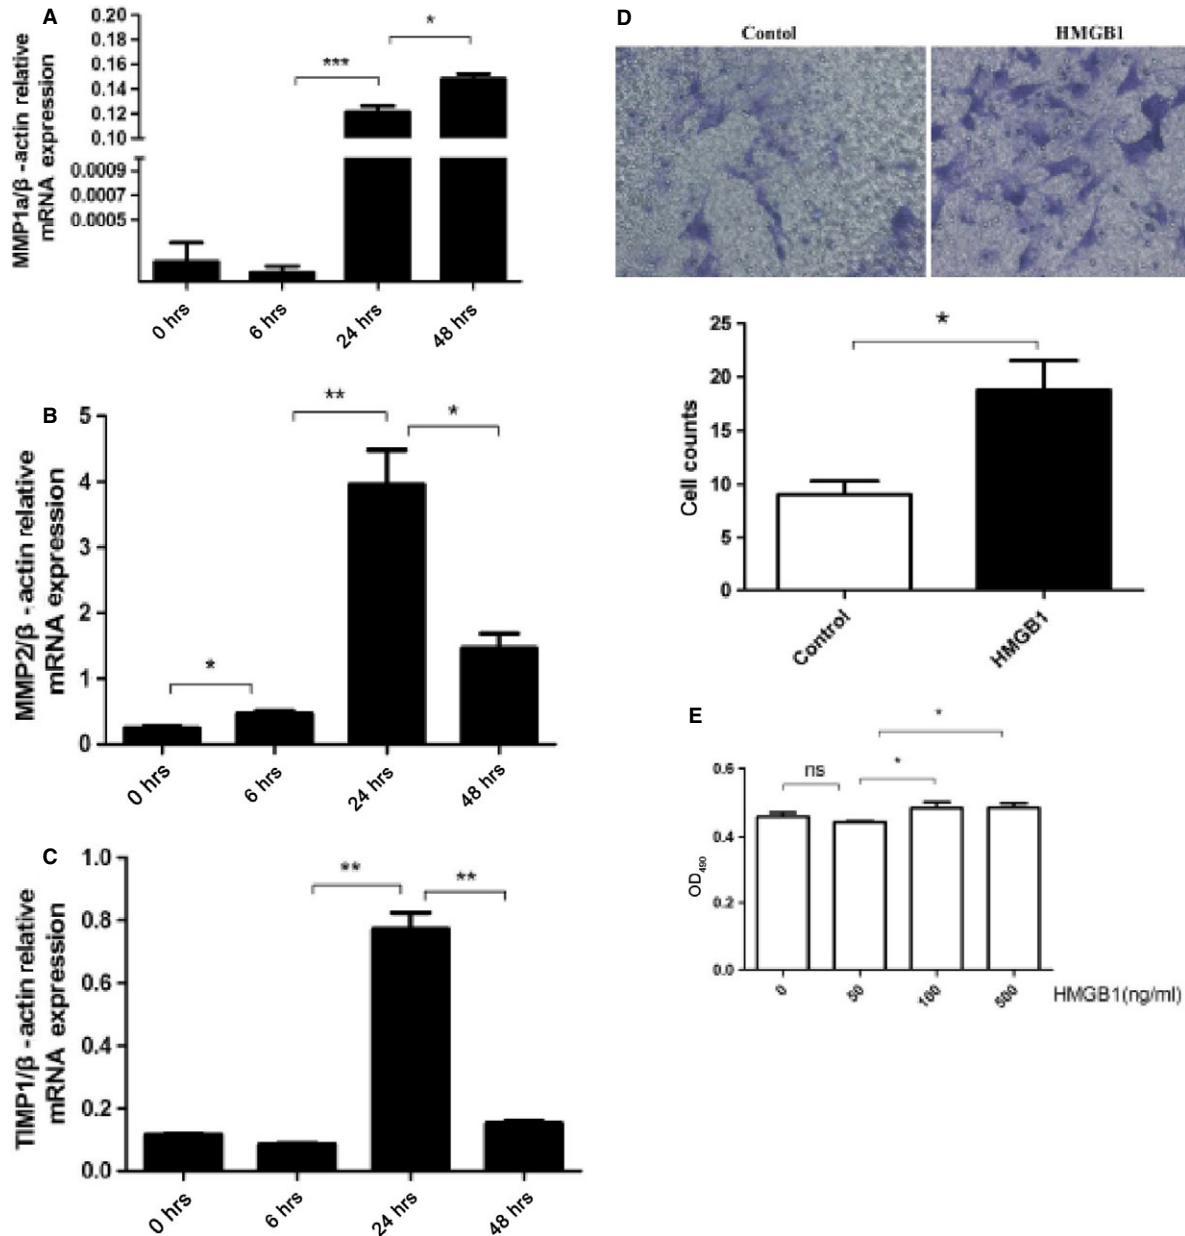 A
MMP1a/β -actin relative
mRNA expression
0.20
0.18
0.16
0.14
0.12
0.10
0.0009
0.0007
0.0005
***
*
0 hrs
6 hrs
24 hrs
48 hrs
B
MMP2/β -actin relative
mRNA expression
5
4
3
2
1
0
*
**
*
0 hrs
6 hrs
24 hrs
48 hrs
C
TIMP1/β -actin relative
mRNA expression
1.0
0.8
0.6
0.4
0.2
0.0
**
**
0 hrs
6 hrs
24 hrs
48 hrs
D
Contol
HMGB1
Cell counts
25
20
15
10
5
0
*
Control
HMGB1
E
OD490
0.6
0.4
0.2
0.0
ns
*
*
0
50
100
500
HMGB1(ng/ml)